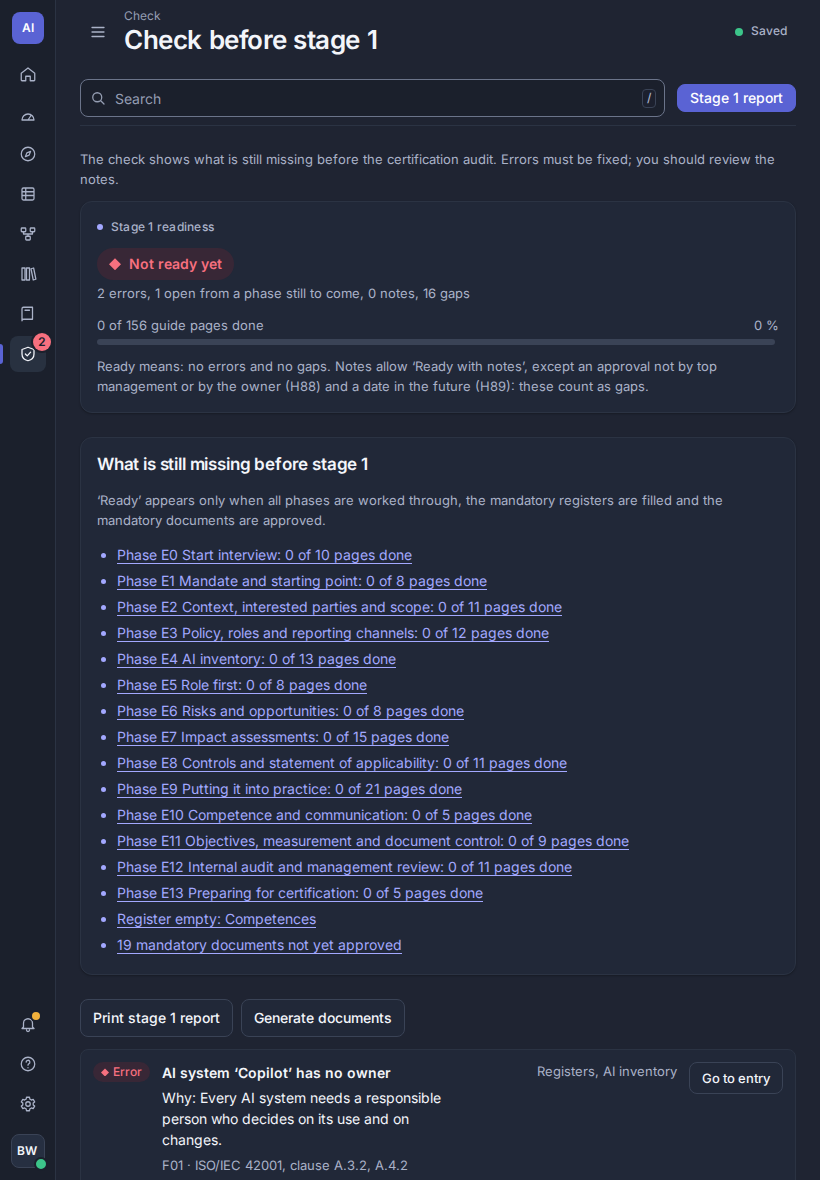 AI
Check
Check before stage 1
Saved
Search
/
Stage 1 report
The check shows what is still missing before the certification audit. Errors must be fixed; you should review the
notes.
Stage 1 readiness
Not ready yet
2 errors, 1 open from a phase still to come, 0 notes, 16 gaps
0 of 156 guide pages done
0 %
2
Ready means: no errors and no gaps. Notes allow ‘Ready with notes’, except an approval not by top
management or by the owner (H88) and a date in the future (H89): these count as gaps.
What is still missing before stage 1
‘Ready’ appears only when all phases are worked through, the mandatory registers are filled and the
mandatory documents are approved.
Phase E0 Start interview: 0 of 10 pages done
Phase E1 Mandate and starting point: 0 of 8 pages done
Phase E2 Context, interested parties and scope: 0 of 11 pages done
Phase E3 Policy, roles and reporting channels: 0 of 12 pages done
Phase E4 AI inventory: 0 of 13 pages done
Phase E5 Role first: 0 of 8 pages done
Phase E6 Risks and opportunities: 0 of 8 pages done
Phase E7 Impact assessments: 0 of 15 pages done
Phase E8 Controls and statement of applicability: 0 of 11 pages done
Phase E9 Putting it into practice: 0 of 21 pages done
Phase E10 Competence and communication: 0 of 5 pages done
Phase E11 Objectives, measurement and document control: 0 of 9 pages done
Phase E12 Internal audit and management review: 0 of 11 pages done
Phase E13 Preparing for certification: 0 of 5 pages done
Register empty: Competences
19 mandatory documents not yet approved
Print stage 1 report
Generate documents
Error
AI system ‘Copilot’ has no owner
Registers, AI inventory
Go to entry
Why: Every AI system needs a responsible
person who decides on its use and on
changes.
F01 · ISO/IEC 42001, clause A.3.2, A.4.2
BW